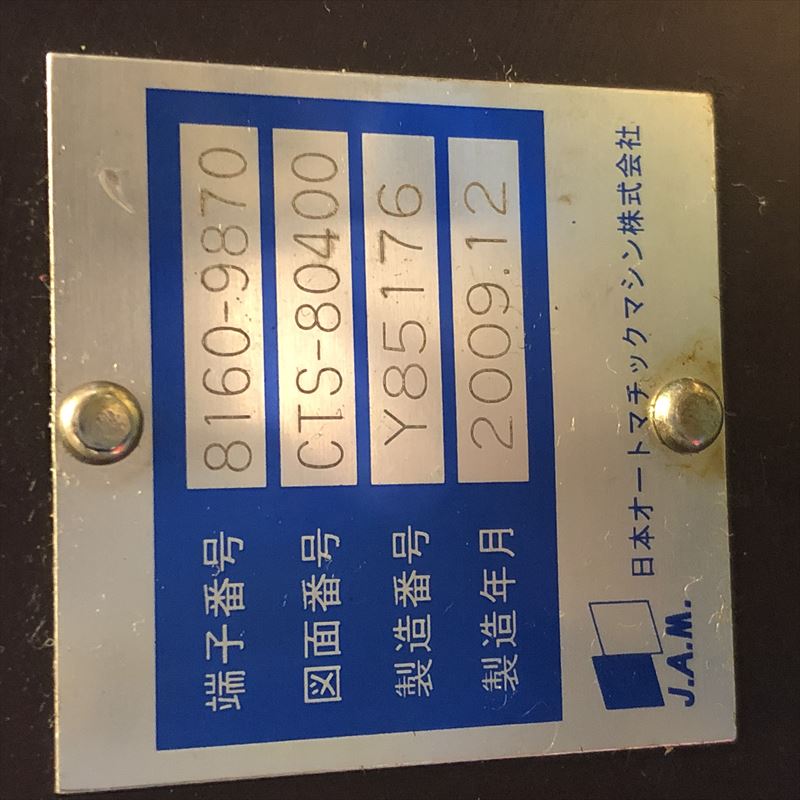 端子番号 8160-9870
図面番号 CTS-80400
製造番号 Y85176
製造年月 2009.12
J.A.M. 日本オートマチックマシン株式会社